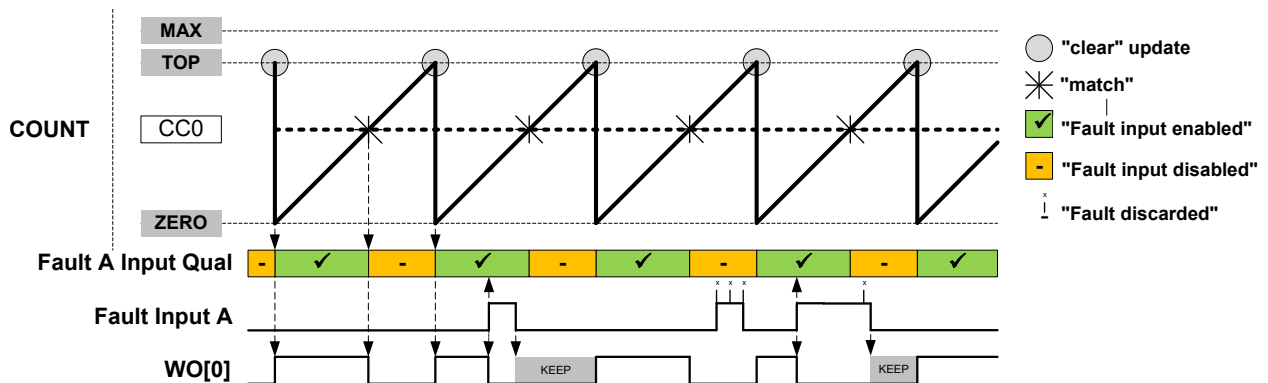 MAX
"clear" update
TOP
"match"
COUNT
CC0
"Fault input enabled"
"Fault input disabled"
ZERO
"Fault discarded"
Fault A Input Qual
- ✓ - ✓ - ✓ - ✓ - ✓
x x x x
Fault Input A
WO[0]
KEEP KEEP